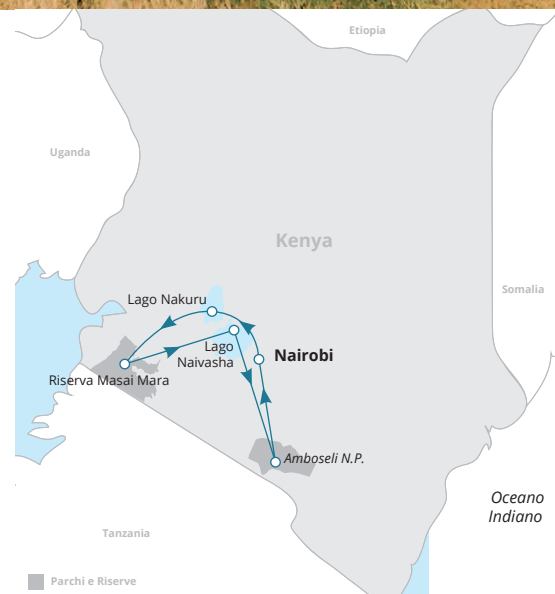 Etiopia
Uganda
Kenya
Somalia
Lago Nakuru
Lago
Naivasha
Nairobi
Riserva Masai Mara
Amboseli N.P.
Oceano
Indiano
Tanzania
Parchi e Riserve